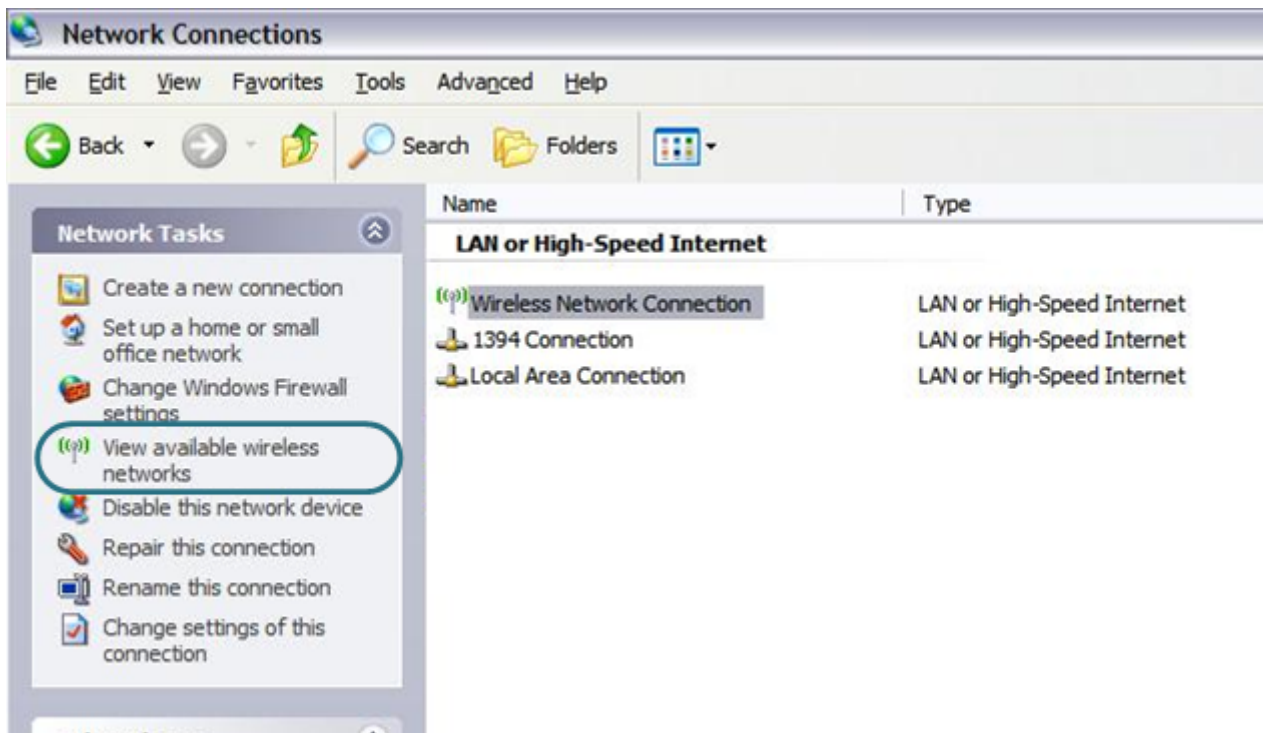 Network Connections
File Edit View Favorites Tools Advanced Help
Back Search Folders
Name Type
Network Tasks
LAN or High-Speed Internet
Create a new connection
Set up a home or small
office network
Change Windows Firewall
settings
View available wireless
networks
Disable this network device
Repair this connection
Rename this connection
Change settings of this
connection
Wireless Network Connection LAN or High-Speed Internet
1394 Connection LAN or High-Speed Internet
Local Area Connection LAN or High-Speed Internet